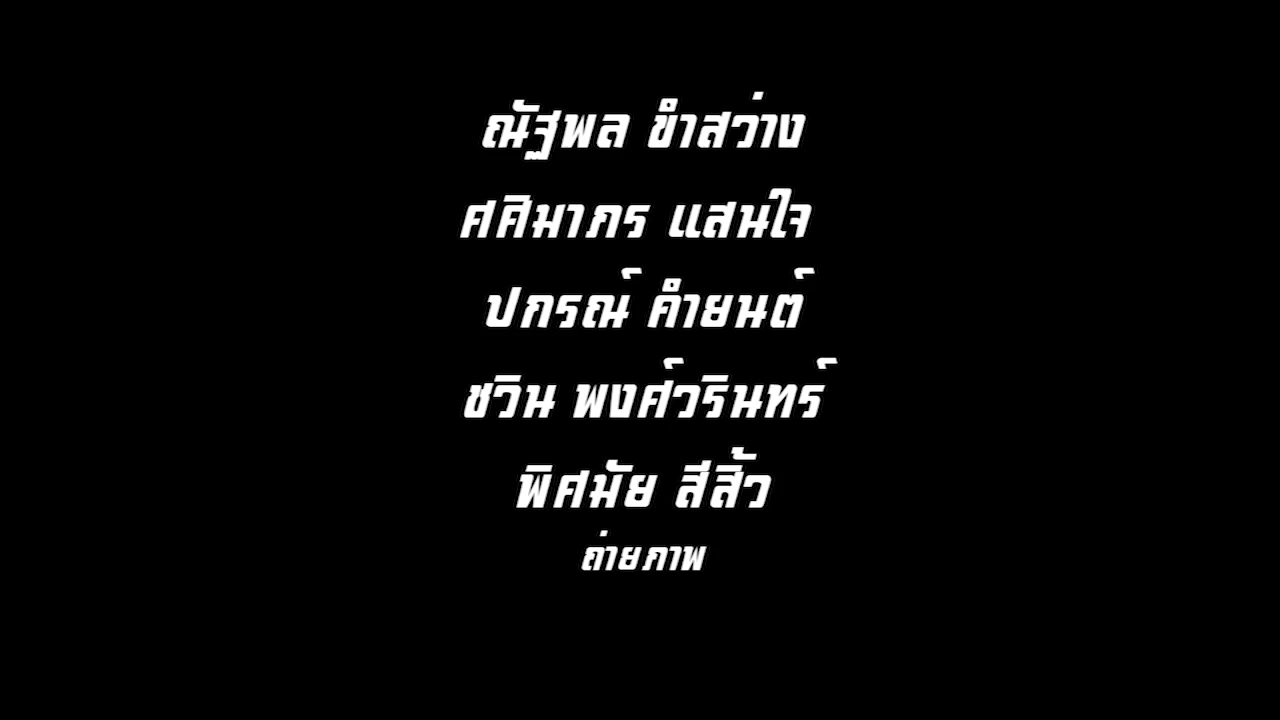 ณัฐพล ขำสว่าง
ศศิมาภร แสนใจ
ปกรณ์ คำยนต์
ชวิน พงศ์วรินทร์
พิศมัย สีสิ้ว
ถ่ายภาพ